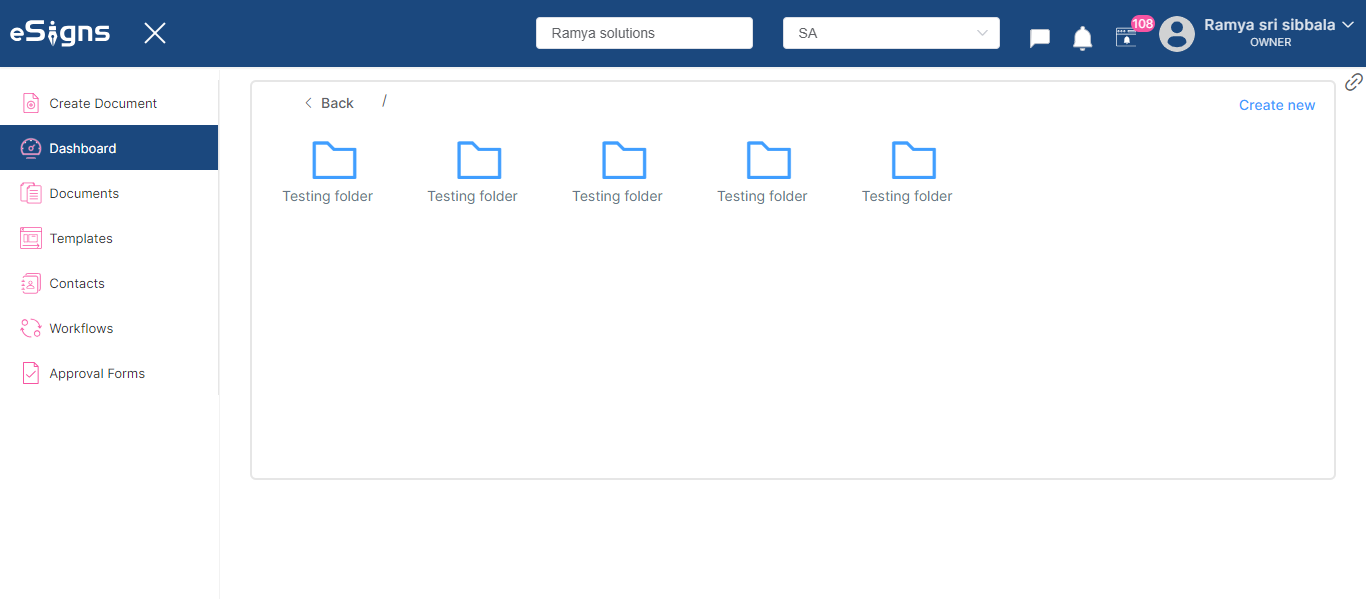 eSigns
Ramya solutions
SA
108
Ramya sri sibbala
OWNER
Create Document
Dashboard
Documents
Templates
Contacts
Workflows
Approval Forms
Back /
Create new
Testing folder Testing folder Testing folder Testing folder Testing folder